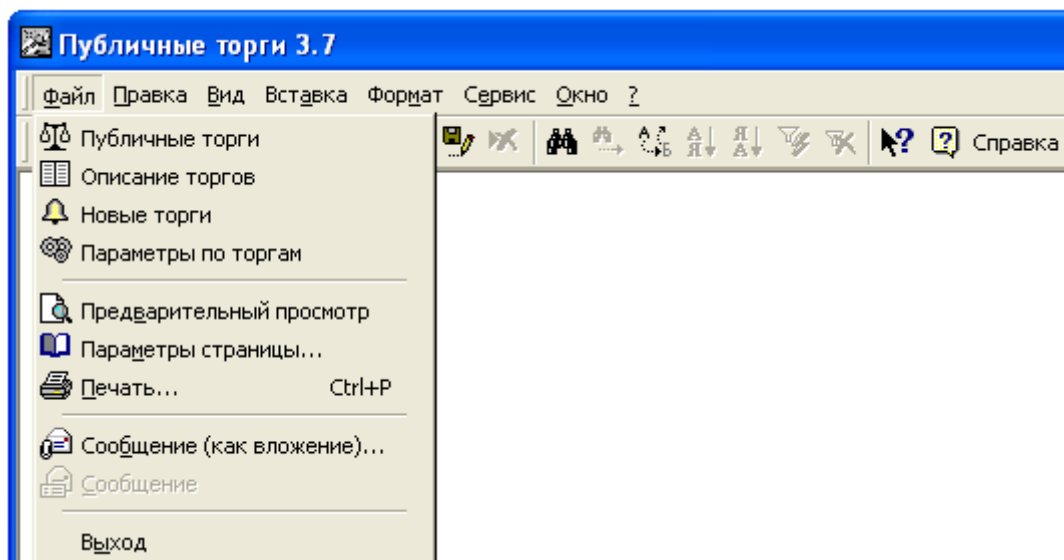 Публичные торги 3.7
Файл Правка Вид Вставка Формат Сервис Окно ?
Справка
Публичные торги
Описание торгов
Новые торги
Параметры по торгам
Предварительный просмотр
Параметры страницы...
Печать... Ctrl+P
Сообщение (как вложение)...
Сообщение
Выход